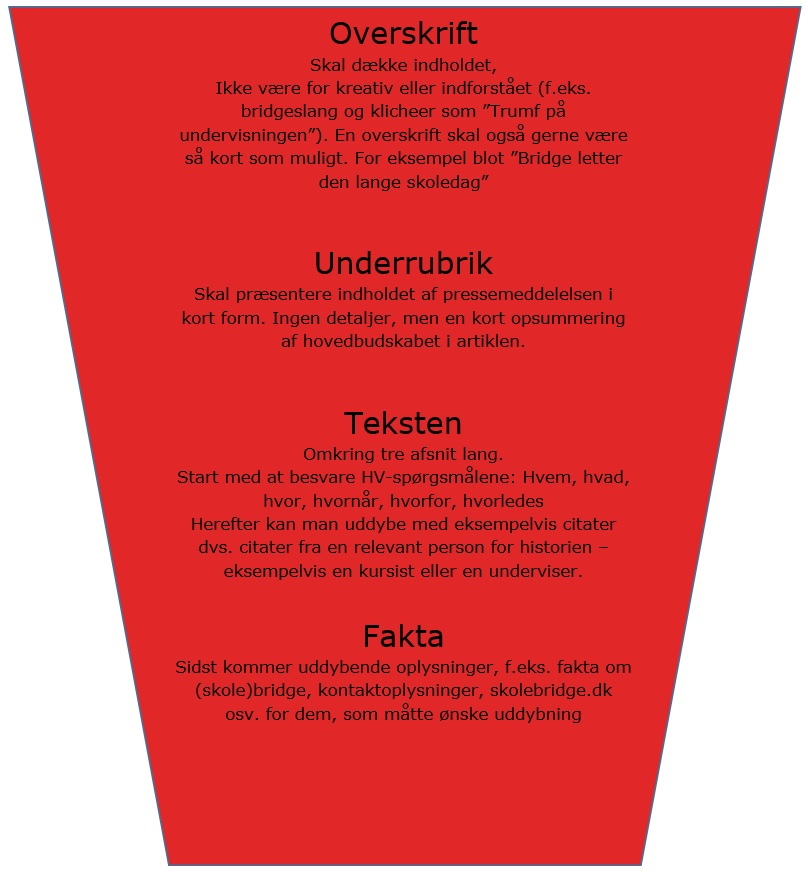 Overskrift
Skal dække indholdet,
Ikke være for kreativ eller indforstået (f.eks.
bridgeslang og klicheer som ”Trumf på
undervisningen”). En overskrift skal også gerne være
så kort som muligt. For eksempel blot ”Bridge letter
den lange skoledag”
Underrubrik
Skal præsentere indholdet af pressemeddelelsen i
kort form. Ingen detaljer, men en kort opsummering
af hovedbudskabet i artiklen.
Teksten
Omkring tre afsnit lang.
Start med at besvare HV-spørgsmålene: Hvem, hvad,
hvor, hvornår, hvorfor, hvorledes
Herefter kan man uddybe med eksempelvis citater
dvs. citater fra en relevant person for historien –
eksempelvis en kursist eller en underviser.
Fakta
Sidst kommer uddybende oplysninger, f.eks. fakta om
(skole)bridge, kontaktoplysninger, skolebridge.dk
osv. for dem, som måtte ønske uddybning